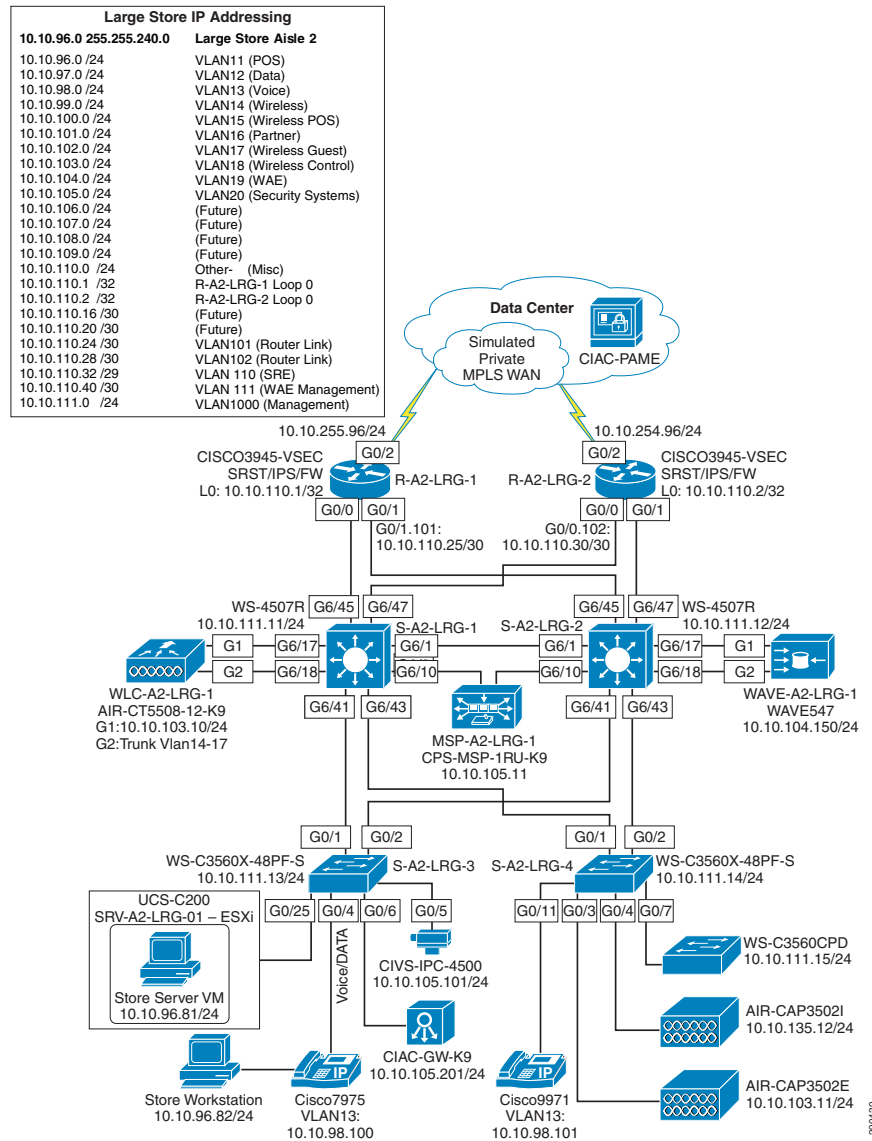 Large Store IP Addressing
10.10.96.0 255.255.240.0 Large Store Aisle 2
10.10.96.0 /24 VLAN11 (POS)
10.10.97.0 /24 VLAN12 (Data)
10.10.98.0 /24 VLAN13 (Voice)
10.10.99.0 /24 VLAN14 (Wireless)
10.10.100.0 /24 VLAN15 (Wireless POS)
10.10.101.0 /24 VLAN16 (Partner)
10.10.102.0 /24 VLAN17 (Wireless Guest)
10.10.103.0 /24 VLAN18 (Wireless Control)
10.10.104.0 /24 VLAN19 (WAE)
10.10.105.0 /24 VLAN20 (Security Systems)
10.10.106.0 /24 (Future)
10.10.107.0 /24 (Future)
10.10.108.0 /24 (Future)
10.10.109.0 /24 (Future)
10.10.110.0 /24 Other- (Misc)
10.10.110.1 /32 R-A2-LRG-1 Loop 0
10.10.110.2 /32 R-A2-LRG-2 Loop 0
10.10.110.16 /30 (Future)
10.10.110.20 /30 (Future)
10.10.110.24 /30 VLAN101 (Router Link)
10.10.110.28 /30 VLAN102 (Router Link)
10.10.110.32 /29 VLAN 110 (SRE)
10.10.110.40 /30 VLAN 111 (WAE Management)
10.10.111.0 /24 VLAN1000 (Management)
Data Center
Simulated
Private
MPLS WAN
CIAC-PAME
10.10.255.96/24
10.10.254.96/24
G0/2
G0/2
CISCO3945-VSEC
SRST/IPS/FW
L0: 10.10.110.1/32
R-A2-LRG-1
R-A2-LRG-2
CISCO3945-VSEC
SRST/IPS/FW
L0: 10.10.110.2/32
G0/0
G0/1
G0/0
G0/1
G0/1.101:
10.10.110.25/30
G0/0.102:
10.10.110.30/30
WS-4507R
10.10.111.11/24
G6/45
G6/47
S-A2-LRG-1
S-A2-LRG-2
G6/45
G6/47
WS-4507R
10.10.111.12/24
G1
G6/17
G6/1
G6/1
G6/17
G1
G2
G6/18
G6/10
G6/10
G6/18
G2
WLC-A2-LRG-1
AIR-CT5508-12-K9
G1:10.10.103.10/24
G2:Trunk Vlan14-17
G6/41
G6/43
MSP-A2-LRG-1
CPS-MSP-1RU-K9
10.10.105.11
G6/41
G6/43
WAVE-A2-LRG-1
WAVE547
10.10.104.150/24
G0/1
G0/2
G0/1
G0/2
WS-C3560X-48PF-S
10.10.111.13/24
S-A2-LRG-3
S-A2-LRG-4
WS-C3560X-48PF-S
10.10.111.14/24
UCS-C200
SRV-A2-LRG-01 – ESXi
Store Server VM
10.10.96.81/24
G0/25
G0/4
G0/6
G0/5
G0/11
G0/3
G0/4
G0/7
Voice/DATA
CIVS-IPC-4500
10.10.105.101/24
WS-C3560CPD
10.10.111.15/24
CIAC-GW-K9
10.10.105.201/24
AIR-CAP3502I
10.10.135.12/24
Store Workstation
10.10.96.82/24
IP
Cisco7975
VLAN13:
10.10.98.100
IP
Cisco9971
VLAN13:
10.10.98.101
AIR-CAP3502E
10.10.103.11/24